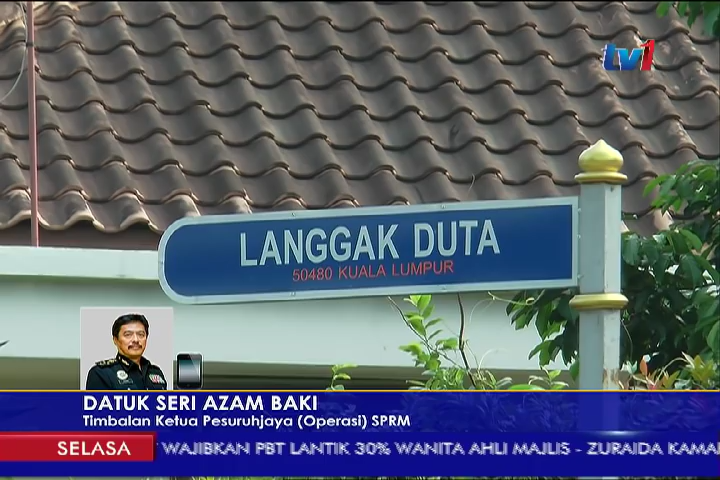 tv1
LANGGAK DUTA
50480 KUALA LUMPUR
DATUK SERI AZAM BAKI
Timbalan Ketua Pesuruhjaya (Operasi) SPRM
SELASA
WAJIBKAN PBT LANTIK 30% WANITA AHLI MAJLIS - ZURAIDA